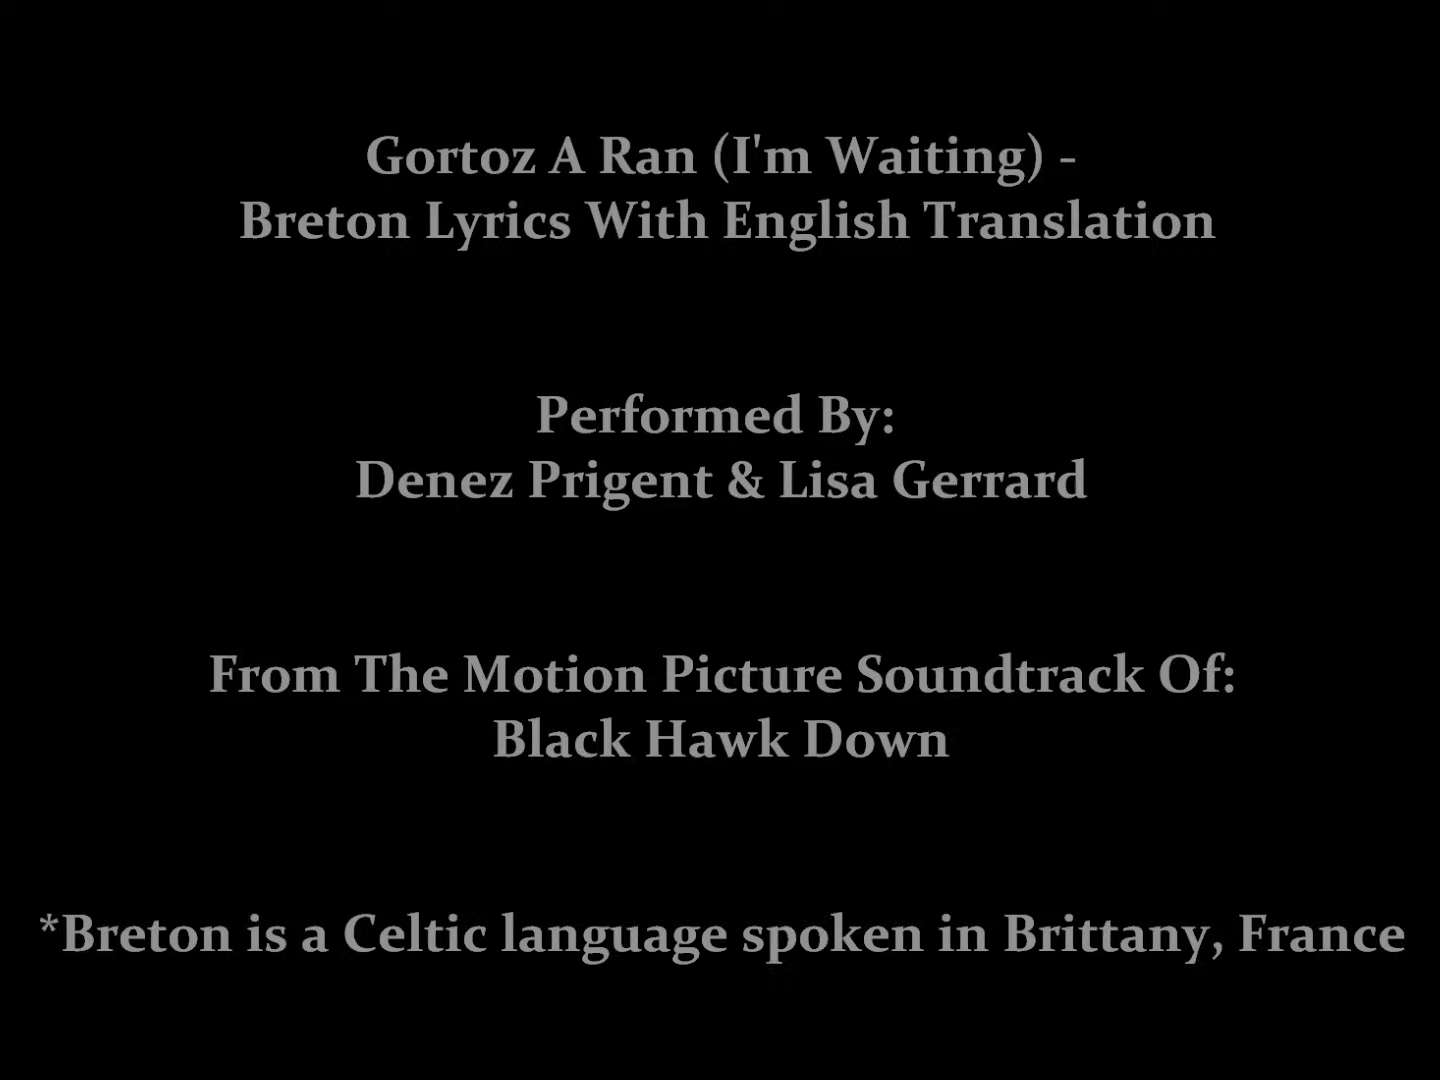 Gortoz A Ran (I'm Waiting) -
Breton Lyrics With English Translation
Performed By:
Denez Prigent & Lisa Gerrard
From The Motion Picture Soundtrack Of:
Black Hawk Down
*Breton is a Celtic language spoken in Brittany, France